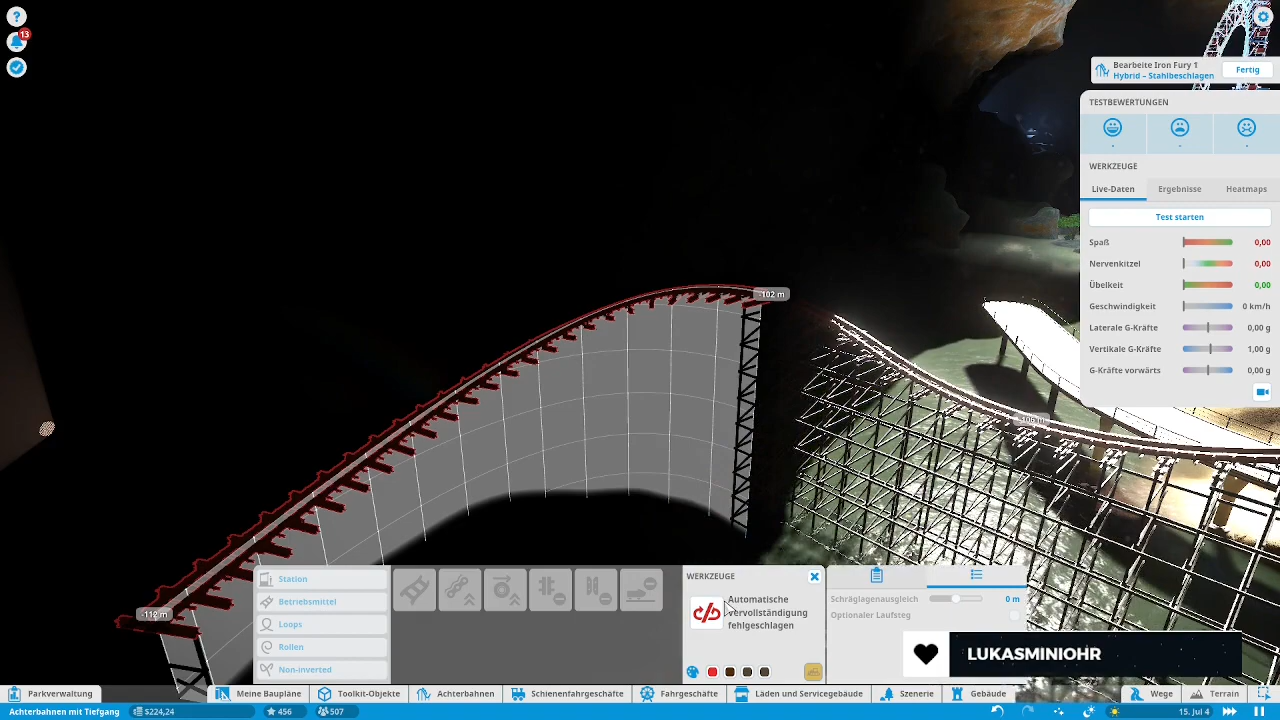 ?
13
Bearbeite Iron Fury 1
Hybrid – Stahlbeschlagen
Fertig
TESTBEWERTUNGEN
- - -
WERKZEUGE
Live-Daten Ergebnisse Heatmaps
Test starten
Spaß 0,00
Nervenkitzel 0,00
Übelkeit 0,00
Geschwindigkeit 0 km/h
Laterale G-Kräfte 0,00 g
Vertikale G-Kräfte 1,00 g
G-Kräfte vorwärts 0,00 g
-102 m
-112 m
Station
Betriebsmittel
Loops
Rollen
Non-inverted
WERKZEUGE
Automatische
vervollständigung
fehlgeschlagen
Schräglagenausgleich 0 m
Optionaler Laufsteg
LUKASMINIOHR
Parkverwaltung Meine Baupläne Toolkit-Objekte Achterbahnen Schienenfahrgeschäfte Fahrgeschäfte Läden und Servicegebäude Szenerie Gebäude Wege Terrain
Achterbahnen mit Tiefgang $224,24 456 507 15. Jul 4